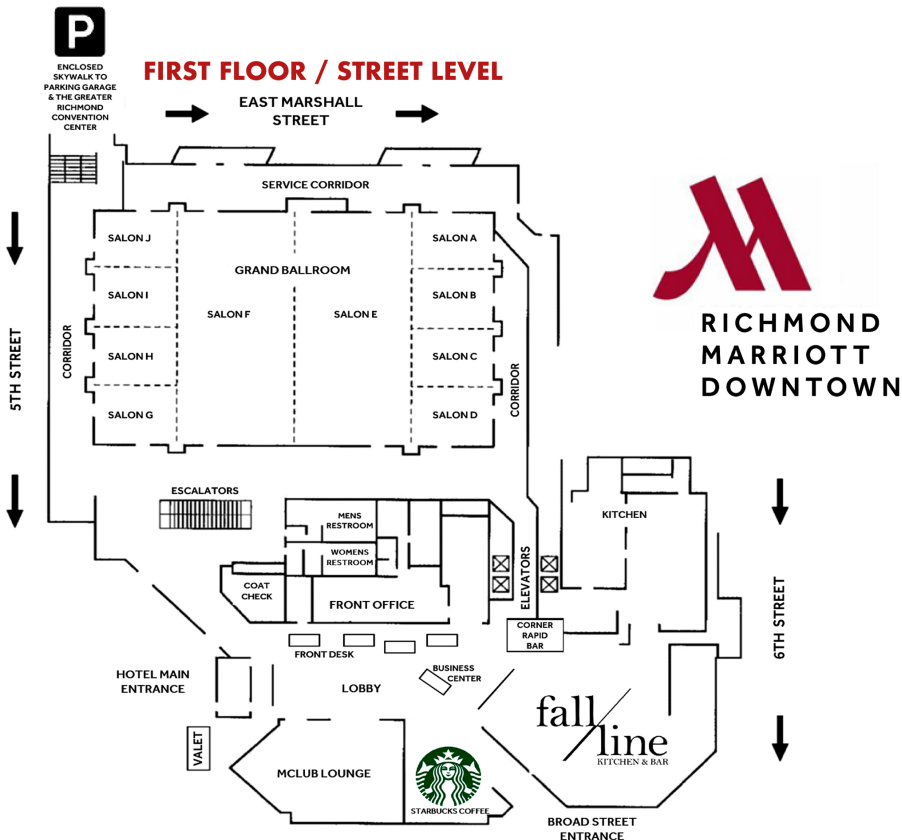 P
ENCLOSED
SKYWALK TO
PARKING GARAGE
& THE GREATER
RICHMOND
CONVENTION
CENTER
FIRST FLOOR / STREET LEVEL
EAST MARSHALL
STREET
SERVICE CORRIDOR
SALON J
SALON A
GRAND BALLROOM
SALON I
SALON B
SALON F
SALON E
SALON H
SALON C
SALON G
SALON D
CORRIDOR
CORRIDOR
5TH STREET
RICHMOND
MARRIOTT
DOWNTOWN
ESCALATORS
MENS
RESTROOM
WOMENS
RESTROOM
COAT
CHECK
FRONT OFFICE
ELEVATORS
KITCHEN
6TH STREET
CORNER
RAPID
BAR
FRONT DESK
BUSINESS
CENTER
HOTEL MAIN
ENTRANCE
LOBBY
VALET
MCLUB LOUNGE
STARBUCKS COFFEE
fall
line
KITCHEN & BAR
BROAD STREET
ENTRANCE